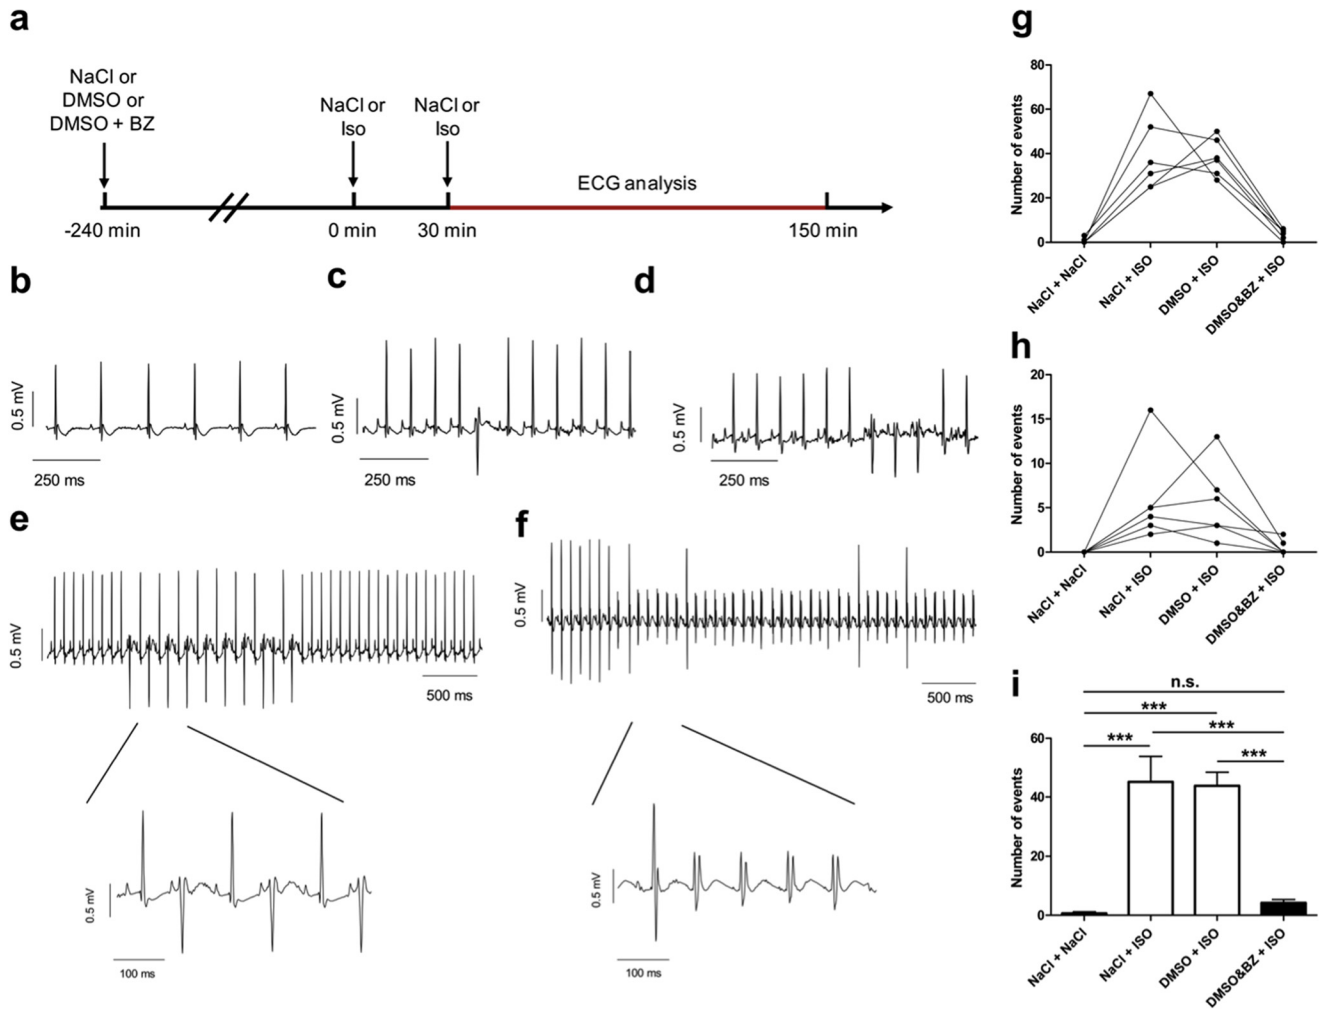 a
NaCl or
DMSO or
DMSO + BZ
NaCl or
Iso
NaCl or
Iso
ECG analysis
-240 min
0 min
30 min
150 min
b
0.5 mV
250 ms
c
0.5 mV
250 ms
d
0.5 mV
250 ms
e
0.5 mV
500 ms
0.5 mV
100 ms
f
0.5 mV
500 ms
0.5 mV
100 ms
g
Number of events
80
60
40
20
0
NaCl + NaCl
NaCl + ISO
DMSO + ISO
DMSO&BZ + ISO
h
Number of events
20
15
10
5
0
NaCl + NaCl
NaCl + ISO
DMSO + ISO
DMSO&BZ + ISO
i
n.s.
***
***
***
***
Number of events
60
40
20
0
NaCl + NaCl
NaCl + ISO
DMSO + ISO
DMSO&BZ + ISO